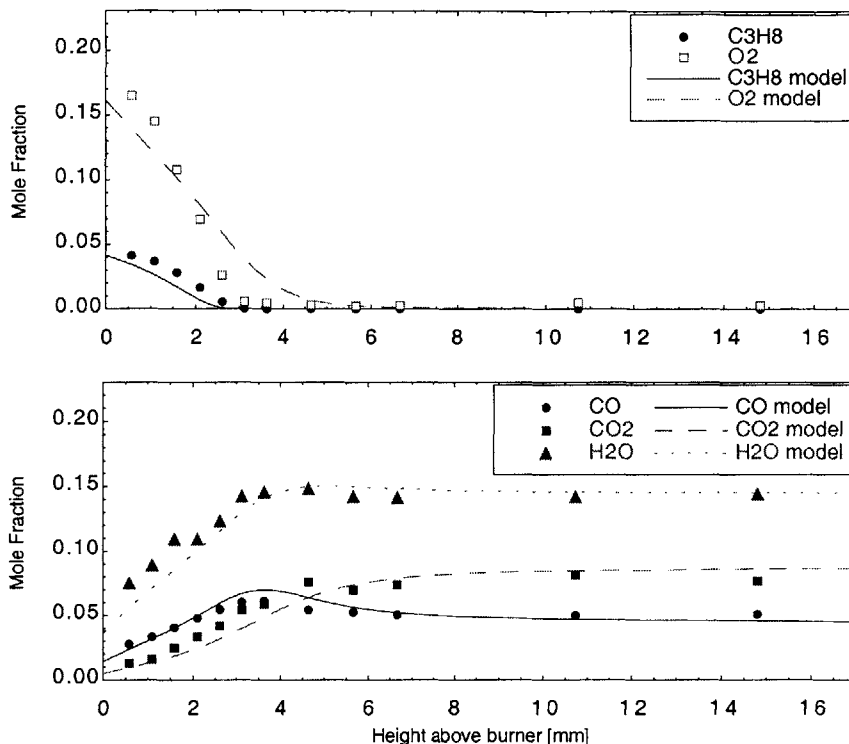 0.20
0.15
0.10
0.05
0.00
Mole Fraction
C3H8
O2
C3H8 model
O2 model
0 2 4 6 8 10 12 14 16
0.20
0.15
0.10
0.05
0.00
Mole Fraction
CO CO model
CO2 CO2 model
H2O H2O model
0 2 4 6 8 10 12 14 16
Height above burner [mm]